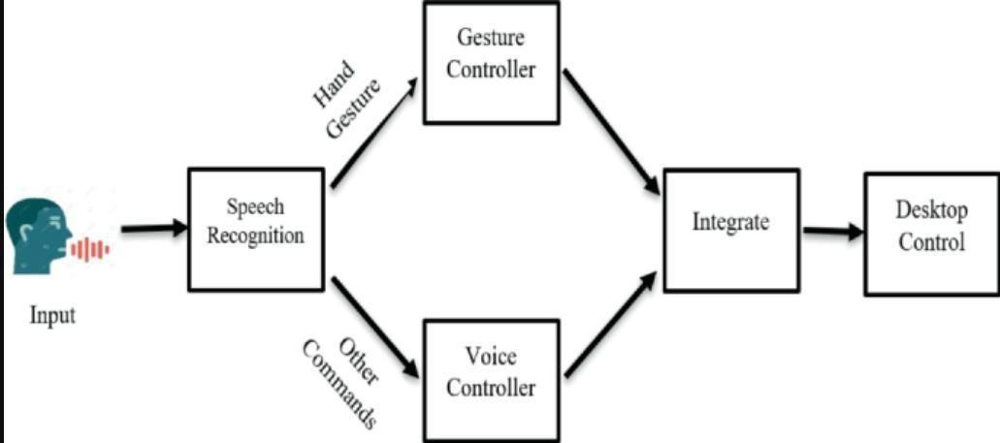 Gesture
Controller
Hand
Gesture
Speech
Recognition
Input
Integrate
Desktop
Control
Other
Commands
Voice
Controller